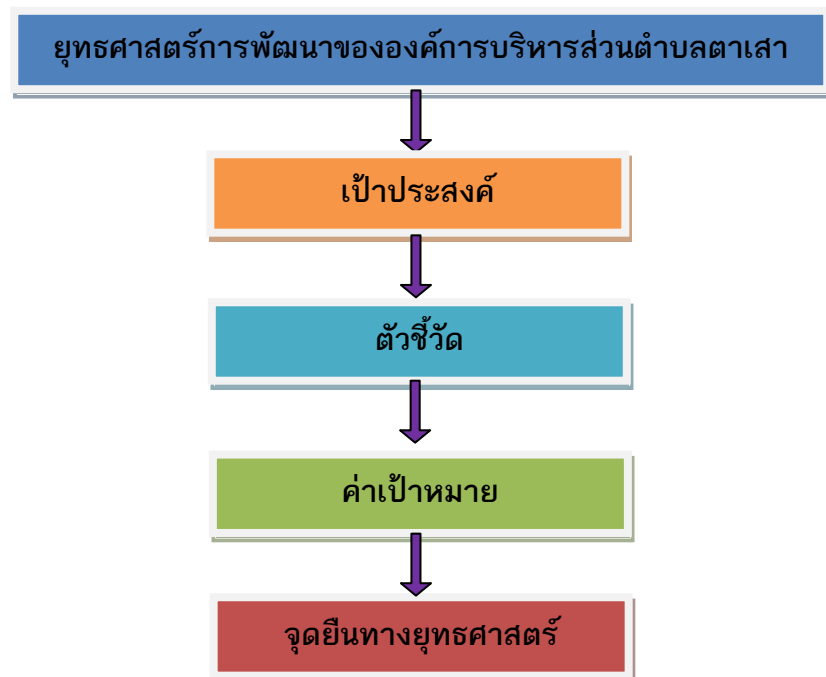 ยุทธศาสตร์การพัฒนาขององค์การบริหารส่วนตำบลตาเสา
เป้าประสงค์
ตัวชี้วัด
ค่าเป้าหมาย
จุดยืนทางยุทธศาสตร์